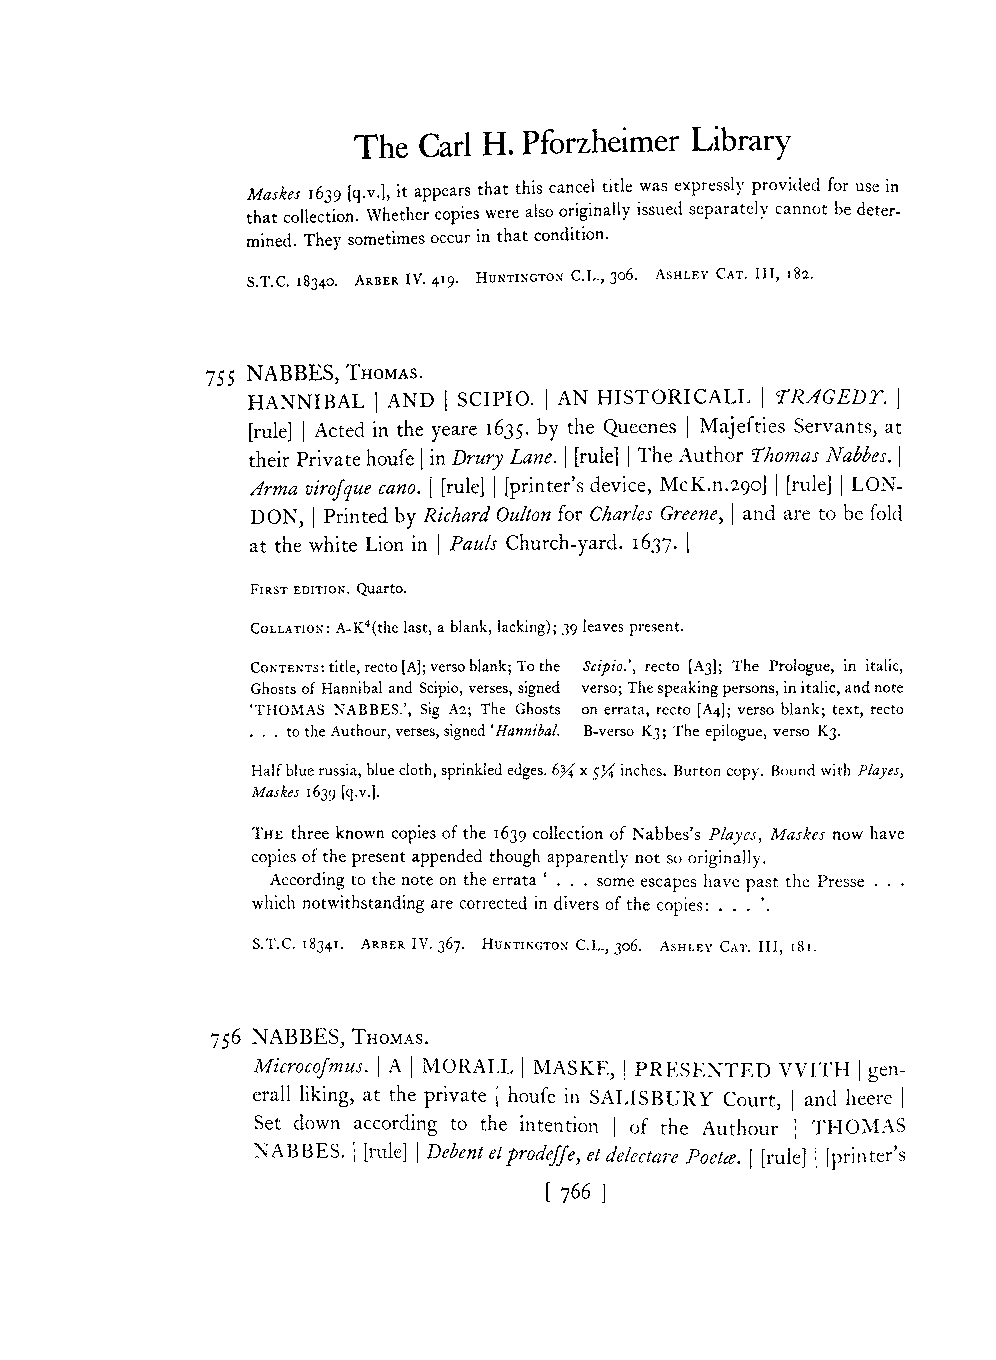 The Carl H. Pforzheimer Library
Maskes 1639 [q.v.], it appears that this cancel title was expressly provided for use in
that collection. Whether copies were also originally issued separately cannot be deter-
mined. They sometimes occur in that condition.
S.T.C. 18340. ARBER IV. 419. HUNTINGTON C.L., 306. ASHLEY CAT. III, 182.
755 NABBES, THOMAS.
HANNIBAL | AND | SCIPIO. | AN HISTORICALL | TRAGEDY. |
[rule] | Acted in the yeare 1635. by the Queenes | Majeſties Servants, at
their Private houſe | in Drury Lane. | [rule] | The Author Thomas Nabbes. |
Arma viroſque cano. | [rule] | [printer's device, McK.n.290] | [rule] | LON-
DON, | Printed by Richard Oulton for Charles Greene, | and are to be ſold
at the white Lion in | Pauls Church-yard. 1637. |
FIRST EDITION. Quarto.
COLLATION: A-K⁴(the last, a blank, lacking); 39 leaves present.
CONTENTS: title, recto [A]; verso blank; To the
Ghosts of Hannibal and Scipio, verses, signed
'THOMAS NABBES.', Sig A2; The Ghosts
. . . to the Authour, verses, signed 'Hannibal.
Scipio.', recto [A3]; The Prologue, in italic,
verso; The speaking persons, in italic, and note
on errata, recto [A4]; verso blank; text, recto
B-verso K3; The epilogue, verso K3.
Half blue russia, blue cloth, sprinkled edges. 6¾ x 5¼ inches. Burton copy. Bound with Playes,
Maskes 1639 [q.v.].
THE three known copies of the 1639 collection of Nabbes's Playes, Maskes now have
copies of the present appended though apparently not so originally.
According to the note on the errata ' . . . some escapes have past the Presse . . .
which notwithstanding are corrected in divers of the copies: . . . '.
S.T.C. 18341. ARBER IV. 367. HUNTINGTON C.L., 306. ASHLEY CAT. III, 181.
756 NABBES, THOMAS.
Microcoſmus. | A | MORALL | MASKE, | PRESENTED VVITH | gen-
erall liking, at the private | houſe in SALISBURY Court, | and heere |
Set down according to the intention | of the Authour | THOMAS
NABBES. | [rule] | Debent et prodeſſe, et delectare Poetæ. | [rule] | [printer's
[ 766 ]